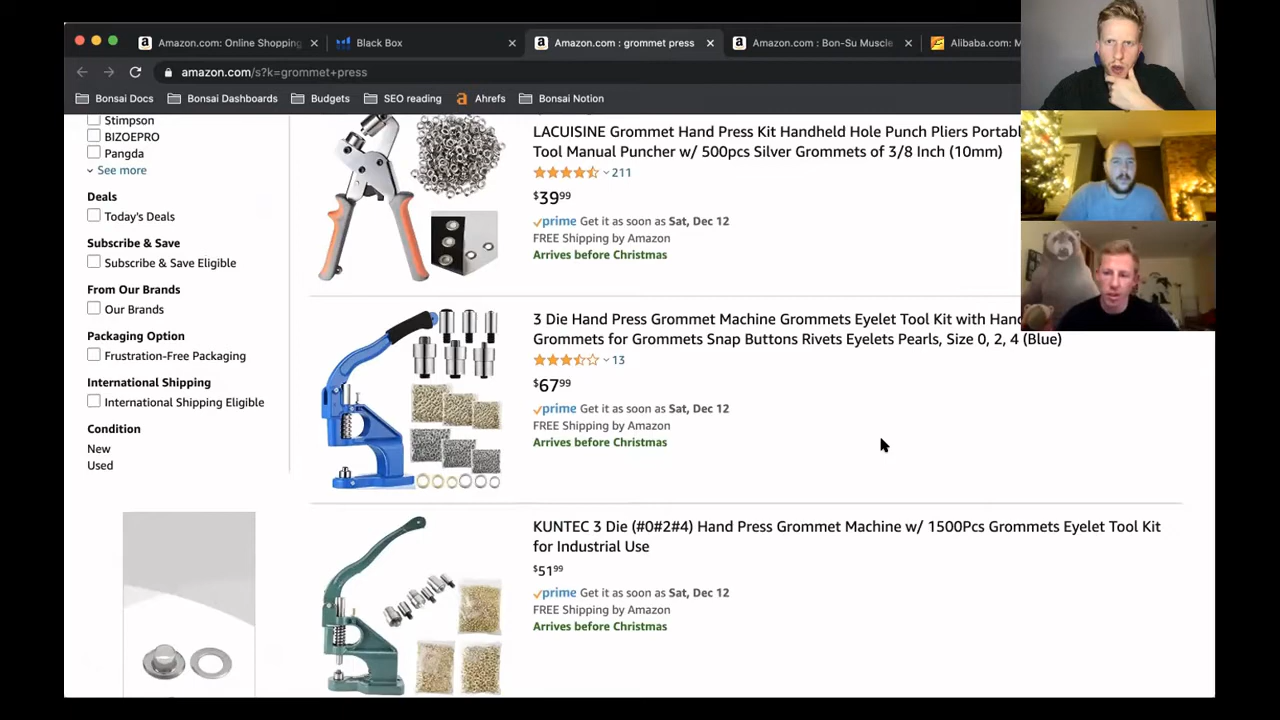 Amazon.com: Online Shopping
Black Box
Amazon.com : grommet press
Amazon.com : Bon-Su Muscle
Alibaba.com: M
amazon.com/s?k=grommet+press
Bonsai Docs
Bonsai Dashboards
Budgets
SEO reading
Ahrefs
Bonsai Notion
Stimpson
BIZOEPRO
Pangda
See more
Deals
Today's Deals
Subscribe & Save
Subscribe & Save Eligible
From Our Brands
Our Brands
Packaging Option
Frustration-Free Packaging
International Shipping
International Shipping Eligible
Condition
New
Used
LACUISINE Grommet Hand Press Kit Handheld Hole Punch Pliers Portabl
Tool Manual Puncher w/ 500pcs Silver Grommets of 3/8 Inch (10mm)
211
$39.99
prime Get it as soon as Sat, Dec 12
FREE Shipping by Amazon
Arrives before Christmas
3 Die Hand Press Grommet Machine Grommets Eyelet Tool Kit with Hand
Grommets for Grommets Snap Buttons Rivets Eyelets Pearls, Size 0, 2, 4 (Blue)
13
$67.99
prime Get it as soon as Sat, Dec 12
FREE Shipping by Amazon
Arrives before Christmas
KUNTEC 3 Die (#0#2#4) Hand Press Grommet Machine w/ 1500Pcs Grommets Eyelet Tool Kit
for Industrial Use
$51.99
prime Get it as soon as Sat, Dec 12
FREE Shipping by Amazon
Arrives before Christmas